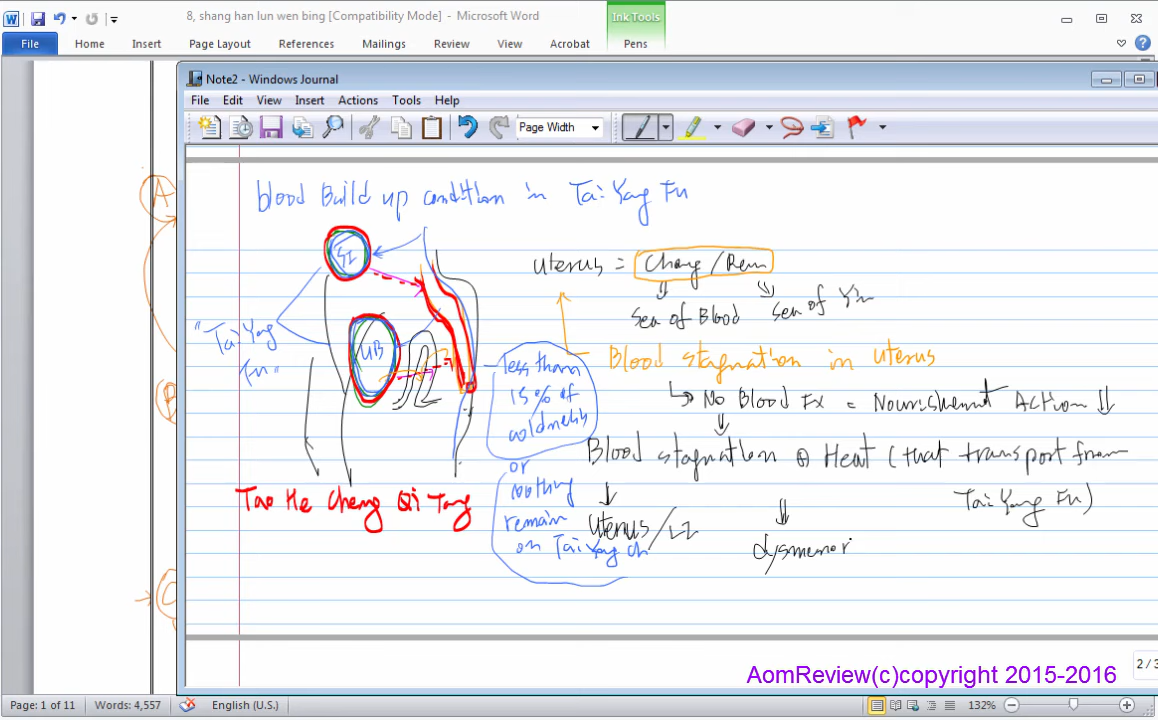 8, shang han lun wen bing [Compatibility Mode] - Microsoft Word
Ink Tools
File Home Insert Page Layout References Mailings Review View Acrobat Pens
Note2 - Windows Journal
File Edit View Insert Actions Tools Help
Page Width
A
B
C
blood Build up condition in Tai Yang Fu
SI
UB
"Tai Yang
Fu"
uterus = Chong / Ren
Sea of Blood
Sea of Yin
Blood stagnation in uterus
No Blood Fx = Nourishemnt Action
Blood stagnation ⊕ Heat (that transport from
Tai Yang Fu)
less than
15% of
or
remain
on Tai Yang ch
uterus/LI
dysmenor
Tao He Cheng Qi Tang
AomReview(c)copyright 2015-2016
2 / 3
Page: 1 of 11 Words: 4,557 English (U.S.) 132%